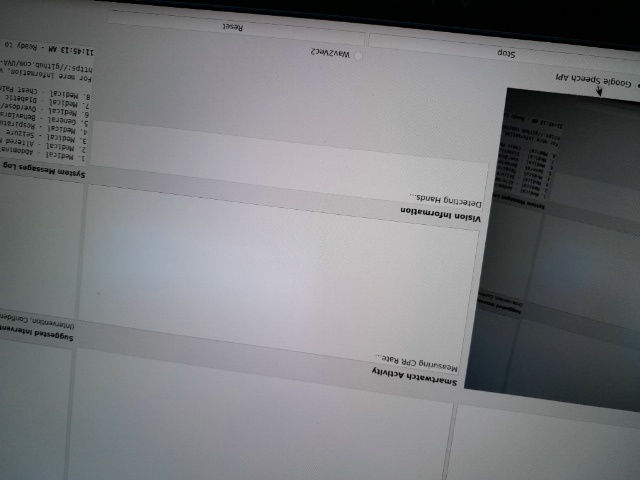 Smartwatch Activity
Measuring CPR Rate...
Suggested Intervent
(Intervention, Confiden
Vision Information
Detecting Hands...
System Messages Log
1. Medical - Abdomina
2. Medical - Altered M
3. Medical - Seizure
4. Medical - Respirato
5. General - Behaviora
6. Medical - Overdose/
7. Medical - Diabetic
8. Medical - Chest Pai
For more information, v
https://github.com/UVA-
11:45:13 AM - Ready to
Google Speech API
Wav2Vec2
Stop
Reset